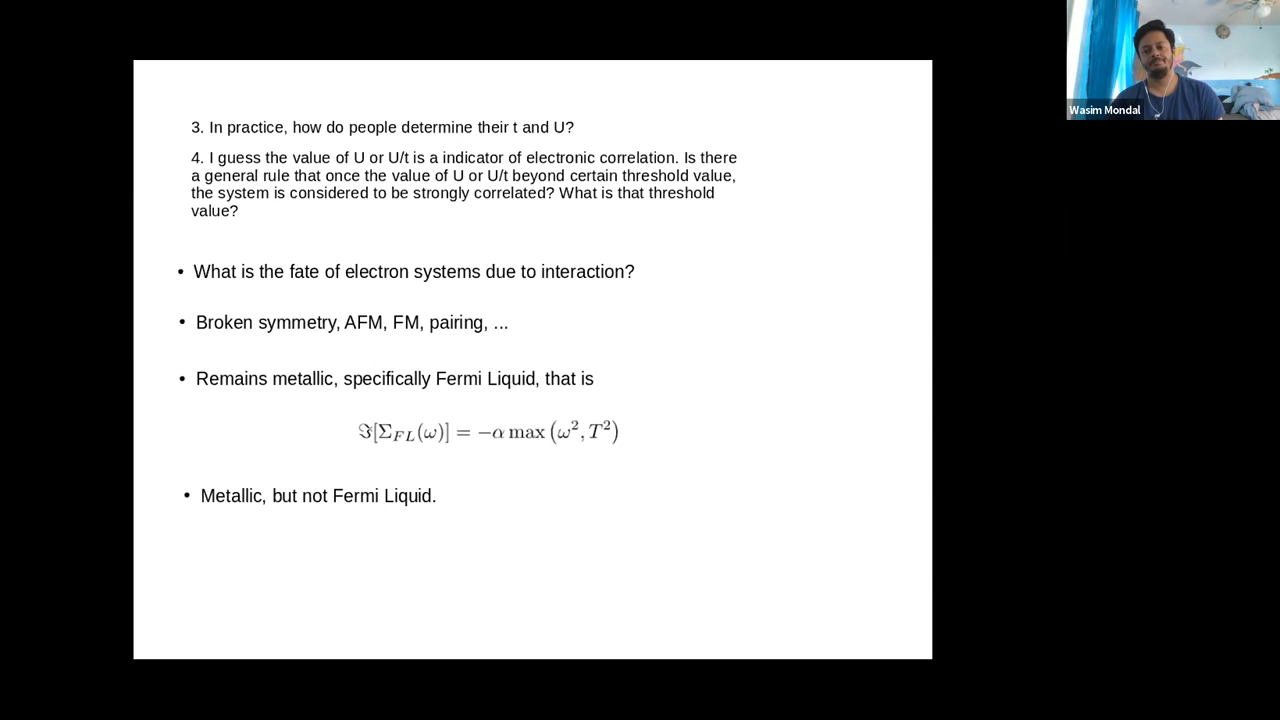 Wasim Mondal
3. In practice, how do people determine their t and U?
4. I guess the value of U or U/t is a indicator of electronic correlation. Is there
a general rule that once the value of U or U/t beyond certain threshold value,
the system is considered to be strongly correlated? What is that threshold
value?
• What is the fate of electron systems due to interaction?
• Broken symmetry, AFM, FM, pairing, ...
• Remains metallic, specifically Fermi Liquid, that is
ℑ[Σ_{FL}(ω)] = −α max (ω², T²)
• Metallic, but not Fermi Liquid.